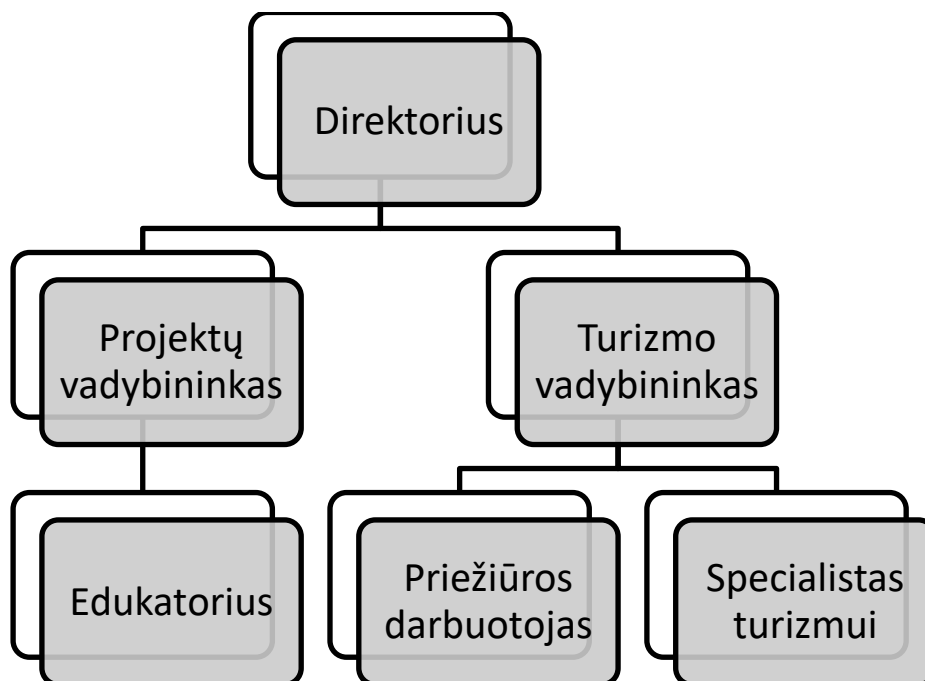 Direktorius
Projektų
vadybininkas
Turizmo
vadybininkas
Edukatorius
Priežiūros
darbuotojas
Specialistas
turizmui